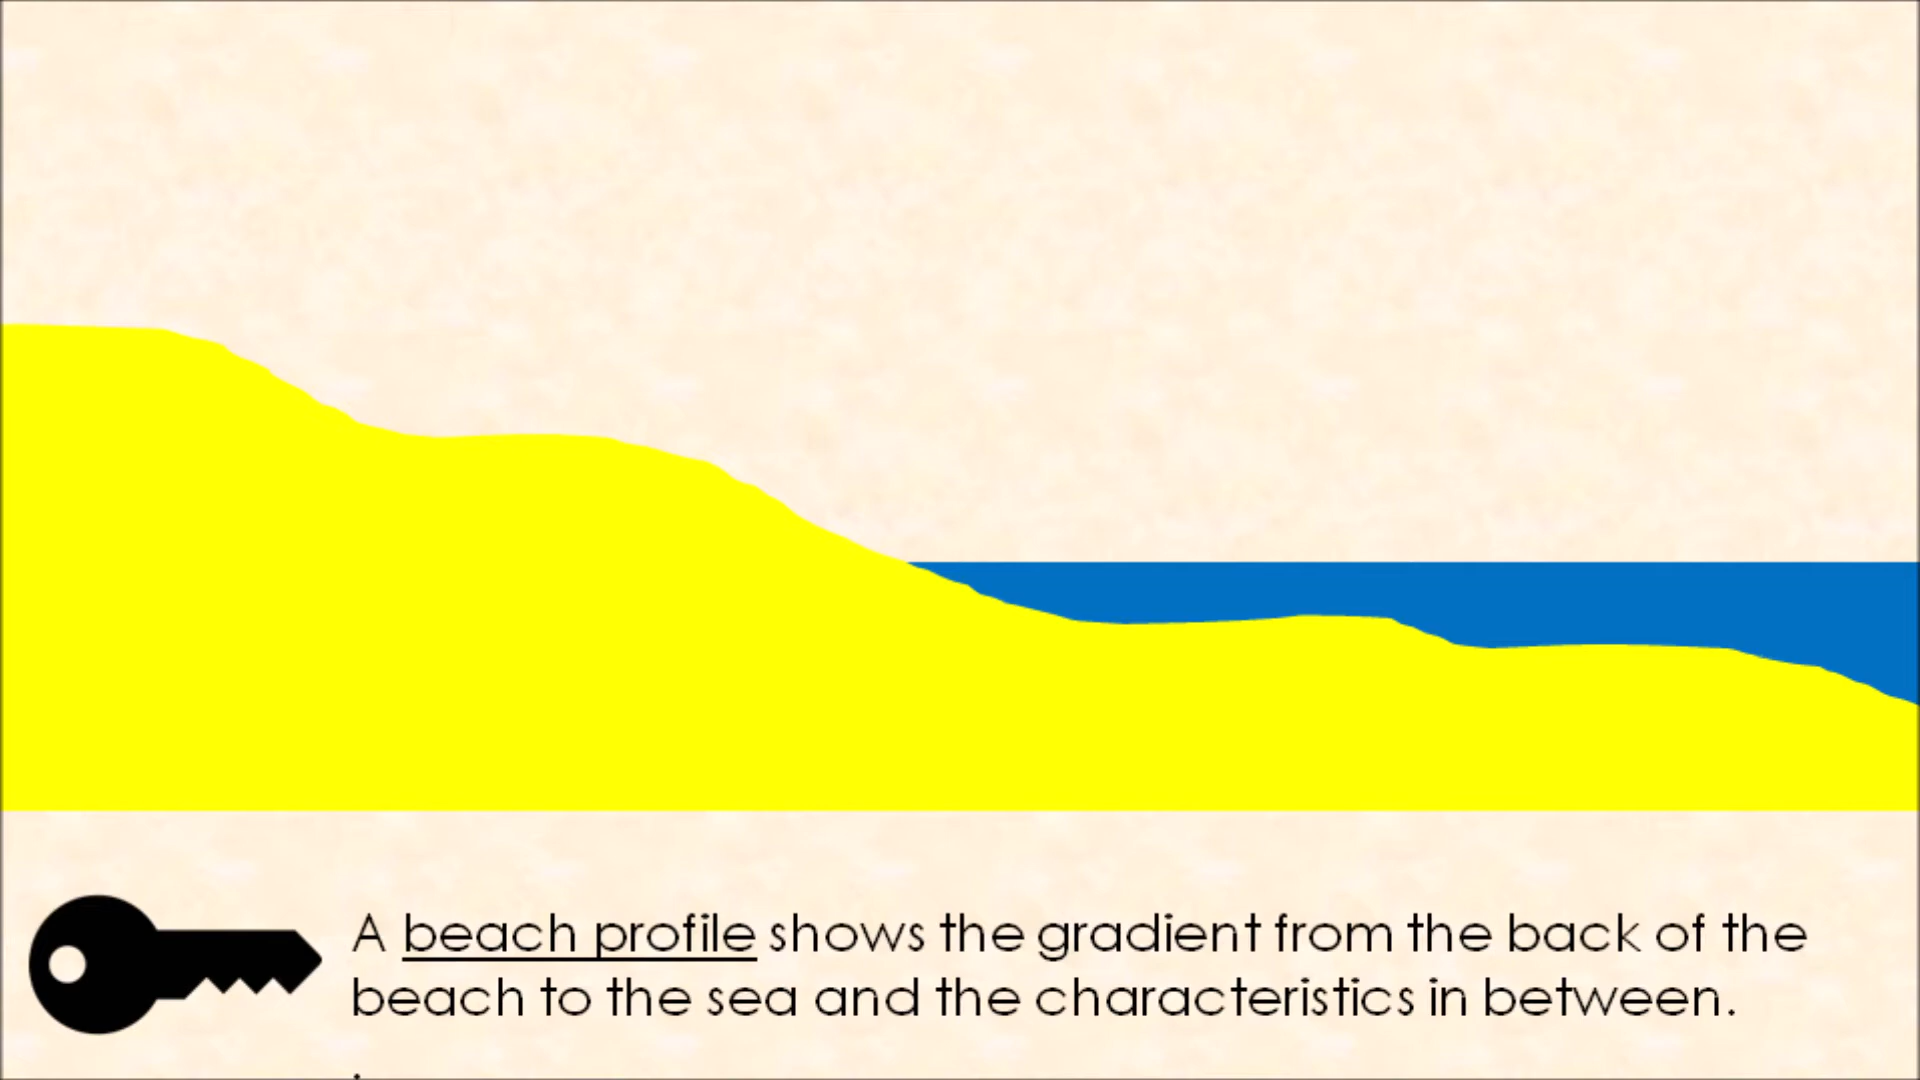 A beach profile shows the gradient from the back of the
beach to the sea and the characteristics in between.
.